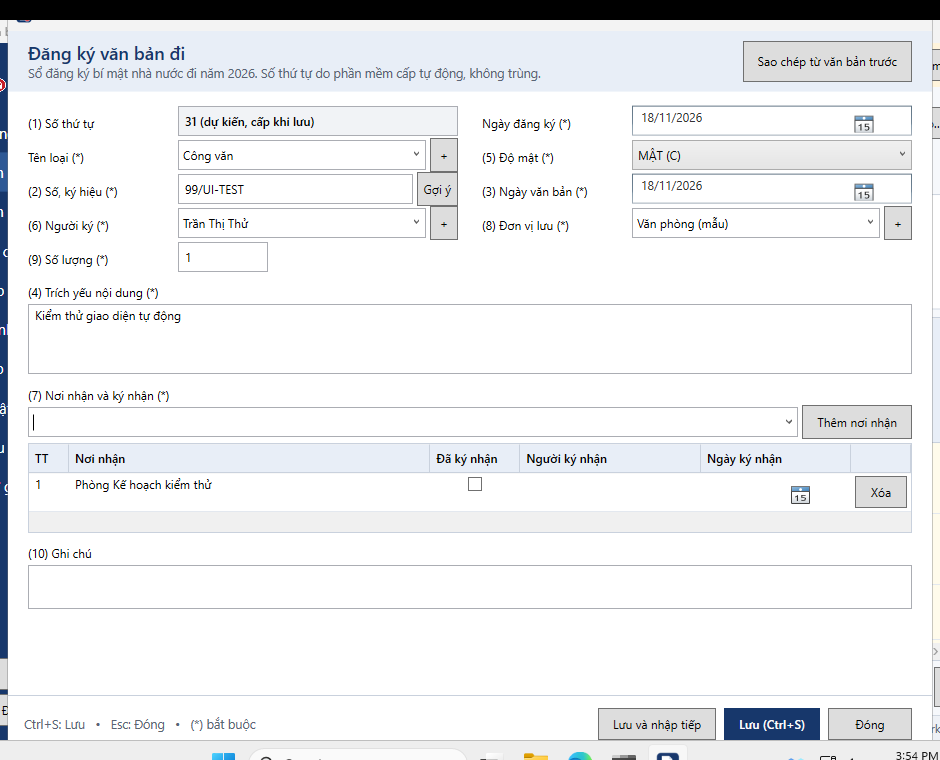 Đăng ký văn bản đi
Sổ đăng ký bí mật nhà nước đi năm 2026. Số thứ tự do phần mềm cấp tự động, không trùng.
Sao chép từ văn bản trước
(1) Số thứ tự
31 (dự kiến, cấp khi lưu)
Ngày đăng ký (*)
18/11/2026
15
Tên loại (*)
Công văn
+
(5) Độ mật (*)
MẬT (C)
(2) Số, ký hiệu (*)
99/UI-TEST
Gợi ý
(3) Ngày văn bản (*)
18/11/2026
15
(6) Người ký (*)
Trần Thị Thử
+
(8) Đơn vị lưu (*)
Văn phòng (mẫu)
+
(9) Số lượng (*)
1
(4) Trích yếu nội dung (*)
Kiểm thử giao diện tự động
(7) Nơi nhận và ký nhận (*)
Thêm nơi nhận
TT
Nơi nhận
Đã ký nhận
Người ký nhận
Ngày ký nhận
1
Phòng Kế hoạch kiểm thử
15
Xóa
(10) Ghi chú
Ctrl+S: Lưu • Esc: Đóng • (*) bắt buộc
Lưu và nhập tiếp
Lưu (Ctrl+S)
Đóng
3:54 PM